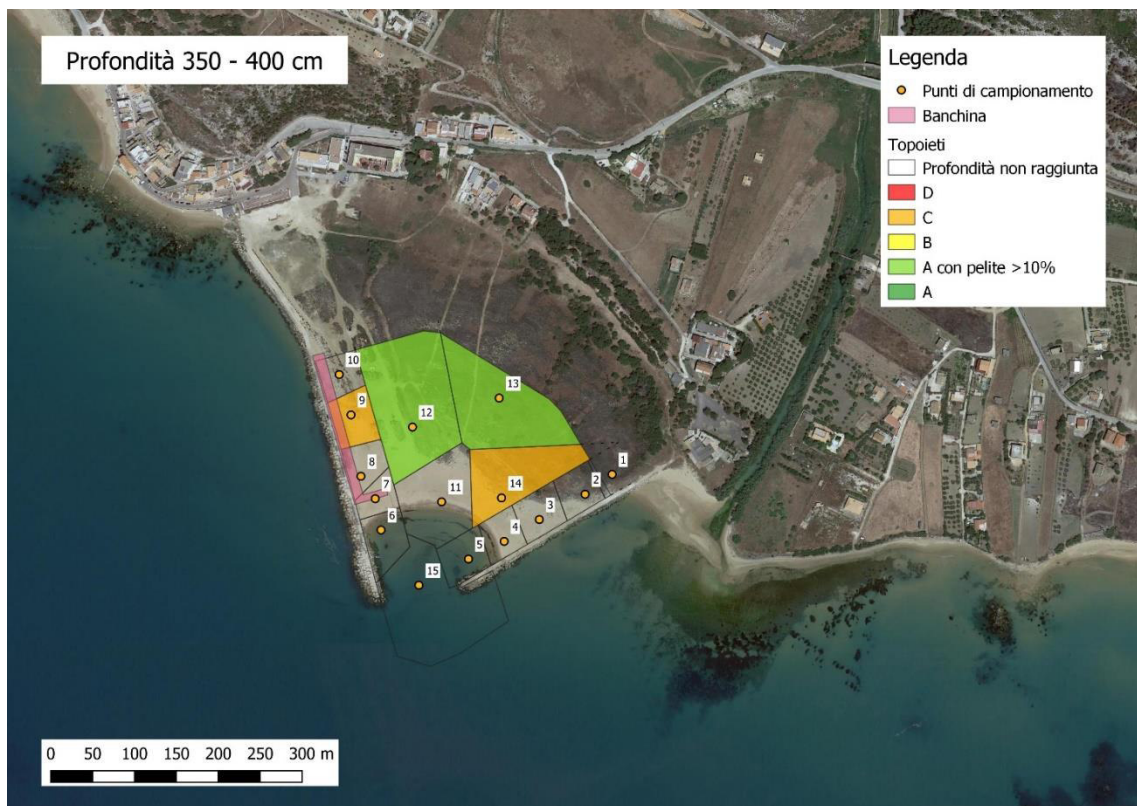 Profondità 350 - 400 cm
Legenda
Punti di campionamento
Banchina
Topoieti
Profondità non raggiunta
D
C
B
A con pelite >10%
A
10
13
9
12
1
8
2
7
11
14
3
6
4
5
15
0 50 100 150 200 250 300 m